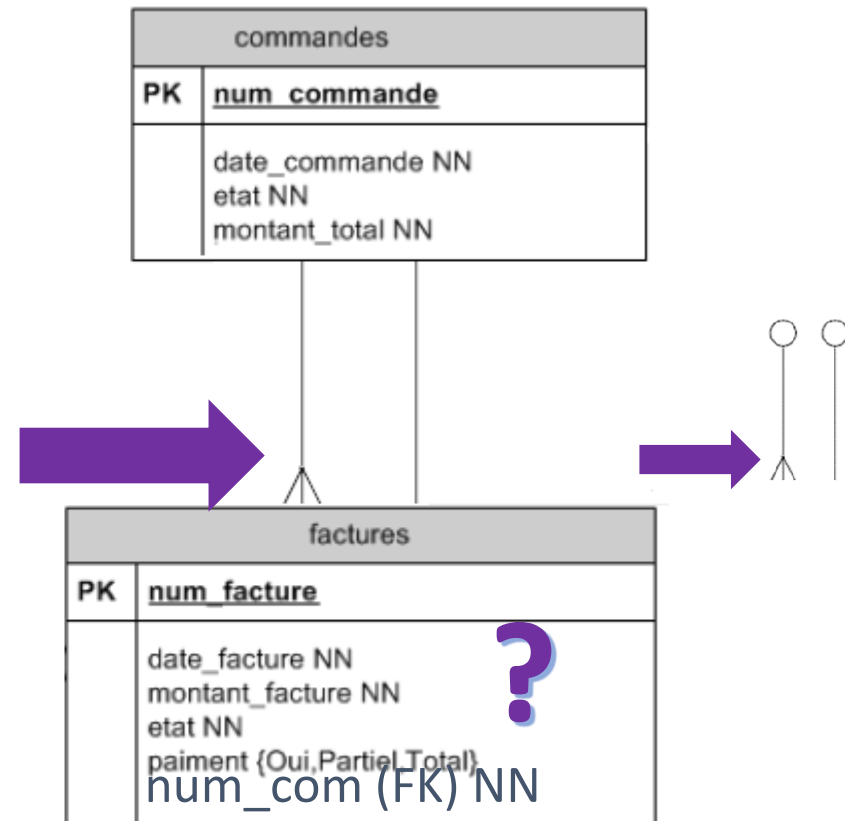 commandes
PK num_commande
date_commande NN
etat NN
montant_total NN
factures
PK num_facture
?
date_facture NN
montant_facture NN
etat NN
paiment {Oui,Partiel,Total}
num_com (FK) NN